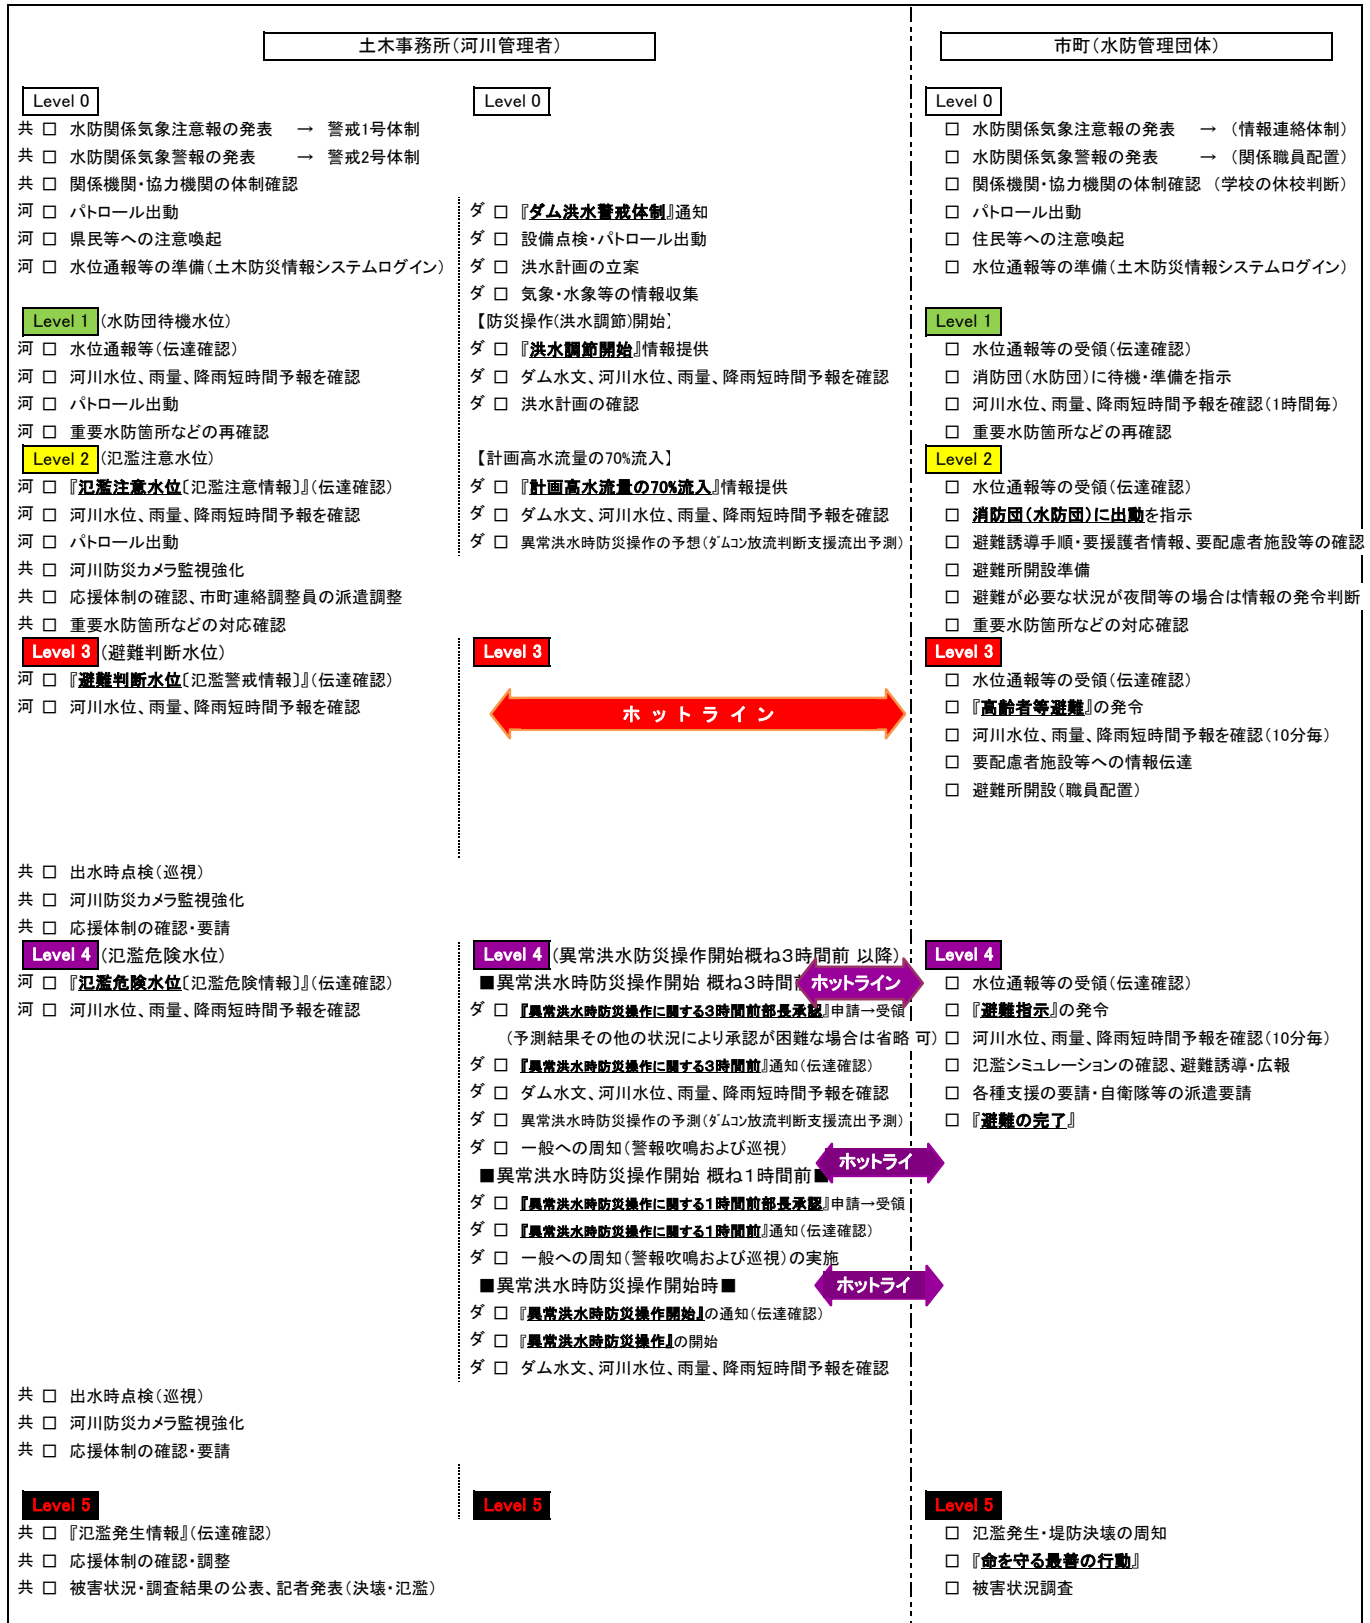 土木事務所(河川管理者)
市町(水防管理団体)
Level 0
Level 0
Level 0
共 □ 水防関係気象注意報の発表 → 警戒1号体制
□ 水防関係気象注意報の発表 → (情報連絡体制)
共 □ 水防関係気象警報の発表 → 警戒2号体制
□ 水防関係気象警報の発表 → (関係職員配置)
共 □ 関係機関・協力機関の体制確認
□ 関係機関・協力機関の体制確認 (学校の休校判断)
河 □ パトロール出動
ダ □ 『ダム洪水警戒体制』通知
□ パトロール出動
河 □ 県民等への注意喚起
ダ □ 設備点検・パトロール出動
□ 住民等への注意喚起
河 □ 水位通報等の準備(土木防災情報システムログイン)
ダ □ 洪水計画の立案
□ 水位通報等の準備(土木防災情報システムログイン)
ダ □ 気象・水象等の情報収集
Level 1 (水防団待機水位)
【防災操作(洪水調節)開始】
Level 1
河 □ 水位通報等(伝達確認)
ダ □ 『洪水調節開始』情報提供
□ 水位通報等の受領(伝達確認)
河 □ 河川水位、雨量、降雨短時間予報を確認
ダ □ ダム水文、河川水位、雨量、降雨短時間予報を確認
□ 消防団(水防団)に待機・準備を指示
河 □ パトロール出動
ダ □ 洪水計画の確認
□ 河川水位、雨量、降雨短時間予報を確認(1時間毎)
河 □ 重要水防箇所などの再確認
□ 重要水防箇所などの再確認
Level 2 (氾濫注意水位)
【計画高水流量の70%流入】
Level 2
河 □ 『氾濫注意水位〔氾濫注意情報〕』(伝達確認)
ダ □ 『計画高水流量の70%流入』情報提供
□ 水位通報等の受領(伝達確認)
河 □ 河川水位、雨量、降雨短時間予報を確認
ダ □ ダム水文、河川水位、雨量、降雨短時間予報を確認
□ 消防団(水防団)に出動を指示
河 □ パトロール出動
ダ □ 異常洪水時防災操作の予想(ダムコン放流判断支援流出予測)
□ 避難誘導手順・要援護者情報、要配慮者施設等の確認
共 □ 河川防災カメラ監視強化
□ 避難所開設準備
共 □ 応援体制の確認、市町連絡調整員の派遣調整
□ 避難が必要な状況が夜間等の場合は情報の発令判断
共 □ 重要水防箇所などの対応確認
□ 重要水防箇所などの対応確認
Level 3 (避難判断水位)
Level 3
Level 3
河 □ 『避難判断水位〔氾濫警戒情報〕』(伝達確認)
□ 水位通報等の受領(伝達確認)
河 □ 河川水位、雨量、降雨短時間予報を確認
ホットライン
□ 『高齢者等避難』の発令
□ 河川水位、雨量、降雨短時間予報を確認(10分毎)
□ 要配慮者施設等への情報伝達
□ 避難所開設(職員配置)
共 □ 出水時点検(巡視)
共 □ 河川防災カメラ監視強化
共 □ 応援体制の確認・要請
Level 4 (氾濫危険水位)
Level 4 (異常洪水防災操作開始概ね3時間前 以降)
Level 4
河 □ 『氾濫危険水位〔氾濫危険情報〕』(伝達確認)
■異常洪水時防災操作開始 概ね3時間前
ホットライン
□ 水位通報等の受領(伝達確認)
河 □ 河川水位、雨量、降雨短時間予報を確認
ダ □ 『異常洪水時防災操作に関する3時間前部長承認』申請→受領
□ 『避難指示』の発令
(予測結果その他の状況により承認が困難な場合は省略 可)
□ 河川水位、雨量、降雨短時間予報を確認(10分毎)
ダ □ 『異常洪水時防災操作に関する3時間前』通知(伝達確認)
□ 氾濫シミュレーションの確認、避難誘導・広報
ダ □ ダム水文、河川水位、雨量、降雨短時間予報を確認
□ 各種支援の要請・自衛隊等の派遣要請
ダ □ 異常洪水時防災操作の予測(ダムコン放流判断支援流出予測)
□ 『避難の完了』
ダ □ 一般への周知(警報吹鳴および巡視)
ホットライ
■異常洪水時防災操作開始 概ね1時間前■
ダ □ 『異常洪水時防災操作に関する1時間前部長承認』申請→受領
ダ □ 『異常洪水時防災操作に関する1時間前』通知(伝達確認)
ダ □ 一般への周知(警報吹鳴および巡視)の実施
■異常洪水時防災操作開始時■
ホットライ
ダ □ 『異常洪水時防災操作開始』の通知(伝達確認)
ダ □ 『異常洪水時防災操作』の開始
ダ □ ダム水文、河川水位、雨量、降雨短時間予報を確認
共 □ 出水時点検(巡視)
共 □ 河川防災カメラ監視強化
共 □ 応援体制の確認・要請
Level 5
Level 5
Level 5
共 □ 『氾濫発生情報』(伝達確認)
□ 氾濫発生・堤防決壊の周知
共 □ 応援体制の確認・調整
□ 『命を守る最善の行動』
共 □ 被害状況・調査結果の公表、記者発表(決壊・氾濫)
□ 被害状況調査